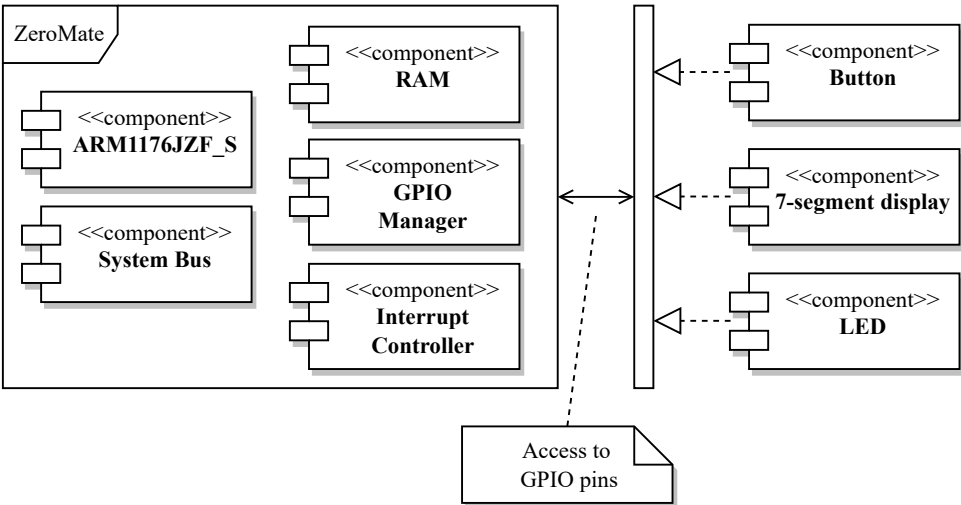 ZeroMate
<<component>>
ARM1176JZF_S
<<component>>
System Bus
<<component>>
RAM
<<component>>
GPIO
Manager
<<component>>
Interrupt
Controller
<<component>>
Button
<<component>>
7-segment display
<<component>>
LED
Access to
GPIO pins